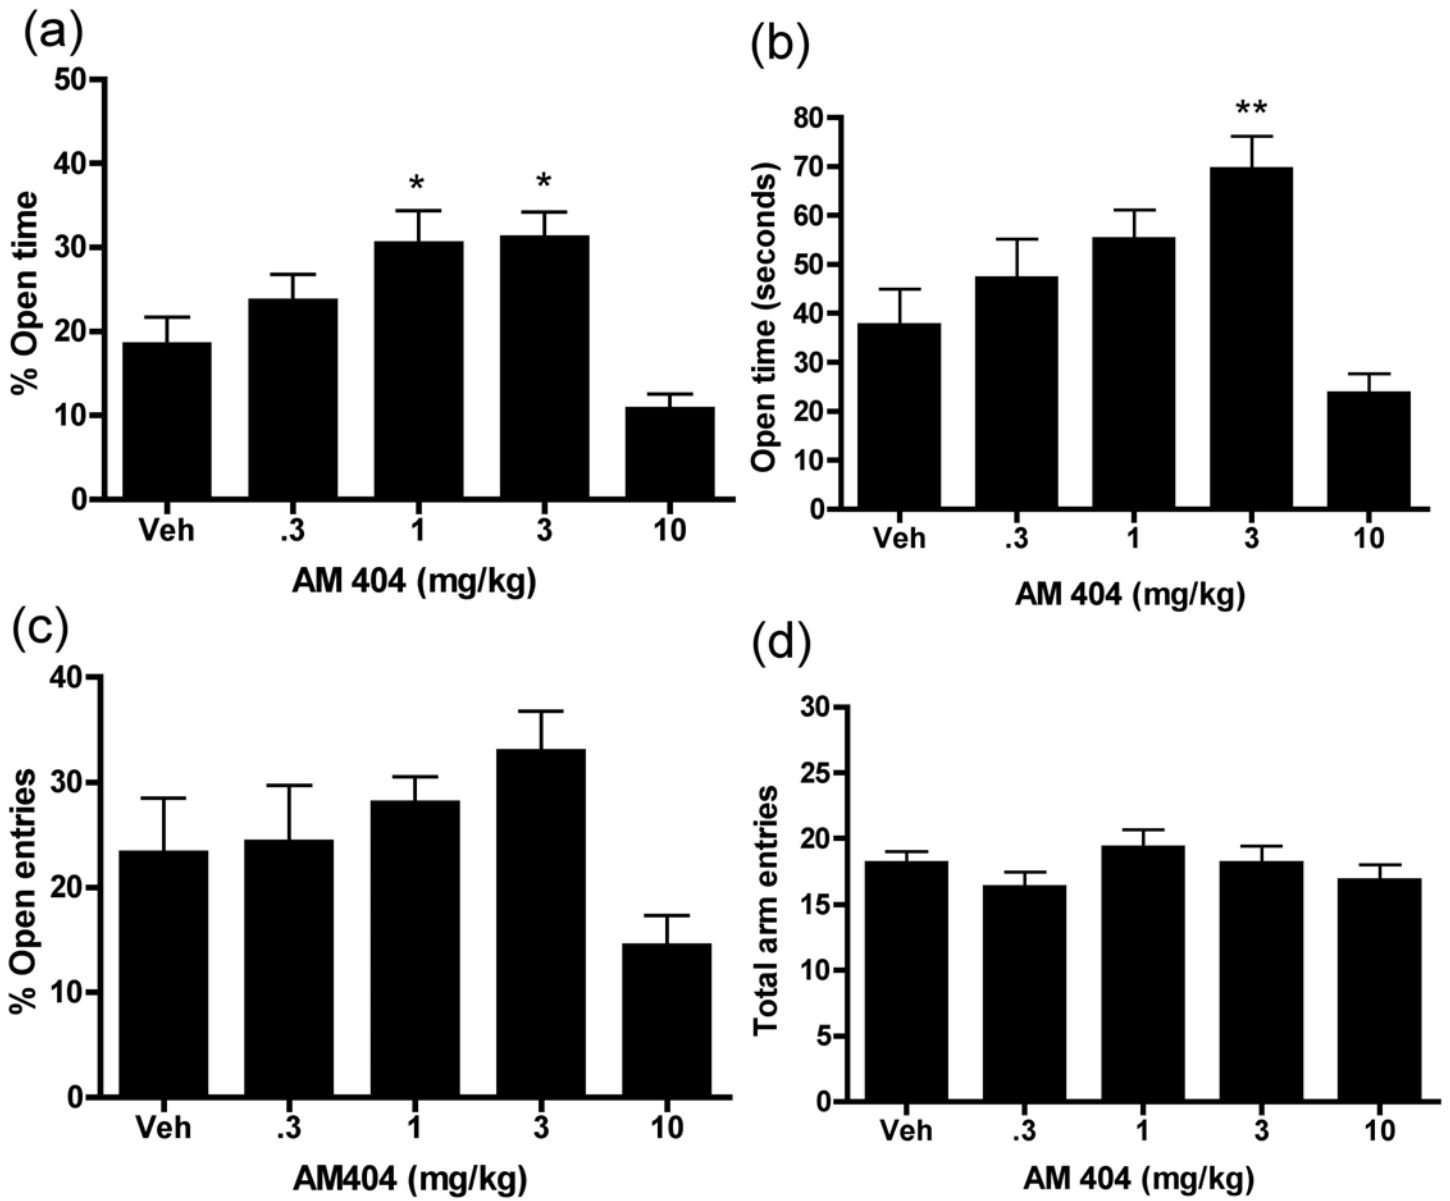 (a)
50
40
30
20
10
0
% Open time
*
*
Veh .3 1 3 10
AM 404 (mg/kg)
(b)
80
70
60
50
40
30
20
10
0
Open time (seconds)
**
Veh .3 1 3 10
AM 404 (mg/kg)
(c)
40
30
20
10
0
% Open entries
Veh .3 1 3 10
AM404 (mg/kg)
(d)
30
25
20
15
10
5
0
Total arm entries
Veh .3 1 3 10
AM 404 (mg/kg)